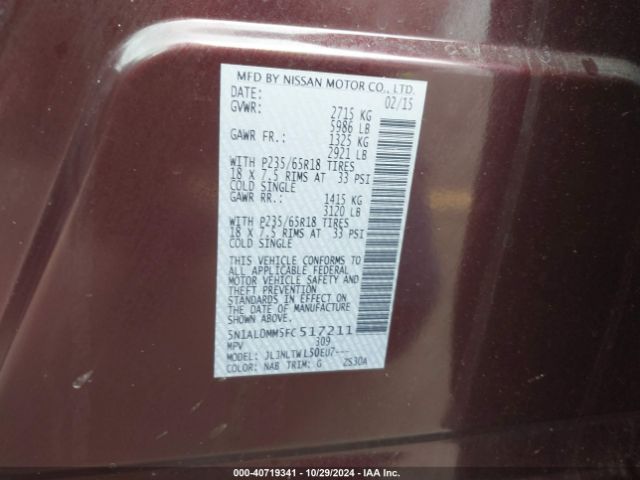 MFD BY NISSAN MOTOR CO., LTD.
DATE: 02/15
GVWR: 2715 KG
5986 LB
GAWR FR.: 1325 KG
2921 LB
WITH P235/65R18 TIRES
18 X 7.5 RIMS AT 33 PSI
COLD SINGLE
GAWR RR.: 1415 KG
3120 LB
WITH P235/65R18 TIRES
18 X 7.5 RIMS AT 33 PSI
COLD SINGLE
THIS VEHICLE CONFORMS TO
ALL APPLICABLE FEDERAL
MOTOR VEHICLE SAFETY AND
THEFT PREVENTION
STANDARDS IN EFFECT ON
THE DATE OF MANUFACTURE
SHOWN ABOVE.
5N1AL0MM5FC517211
MPV 309
MODEL: JLJNLTWL50EU7---
COLOR: NAB TRIM: G ZS30A
000-40719341 • 10/29/2024 • IAA Inc.